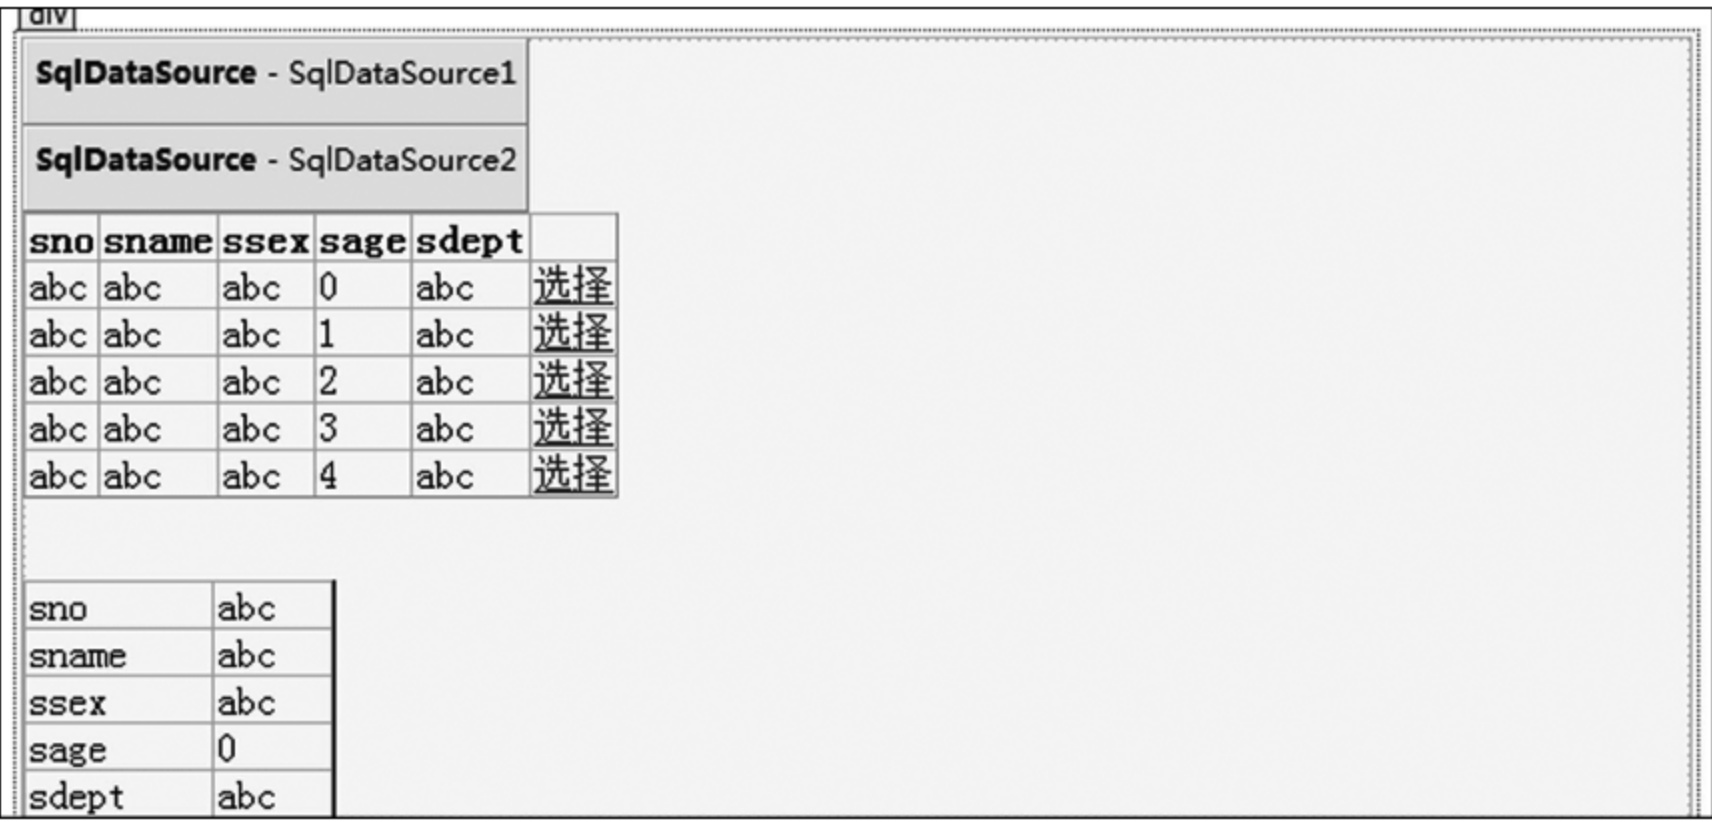 div
SqlDataSource - SqlDataSource1
SqlDataSource - SqlDataSource2
sno sname ssex sage sdept
abc abc abc 0 abc 选择
abc abc abc 1 abc 选择
abc abc abc 2 abc 选择
abc abc abc 3 abc 选择
abc abc abc 4 abc 选择
sno abc
sname abc
ssex abc
sage 0
sdept abc